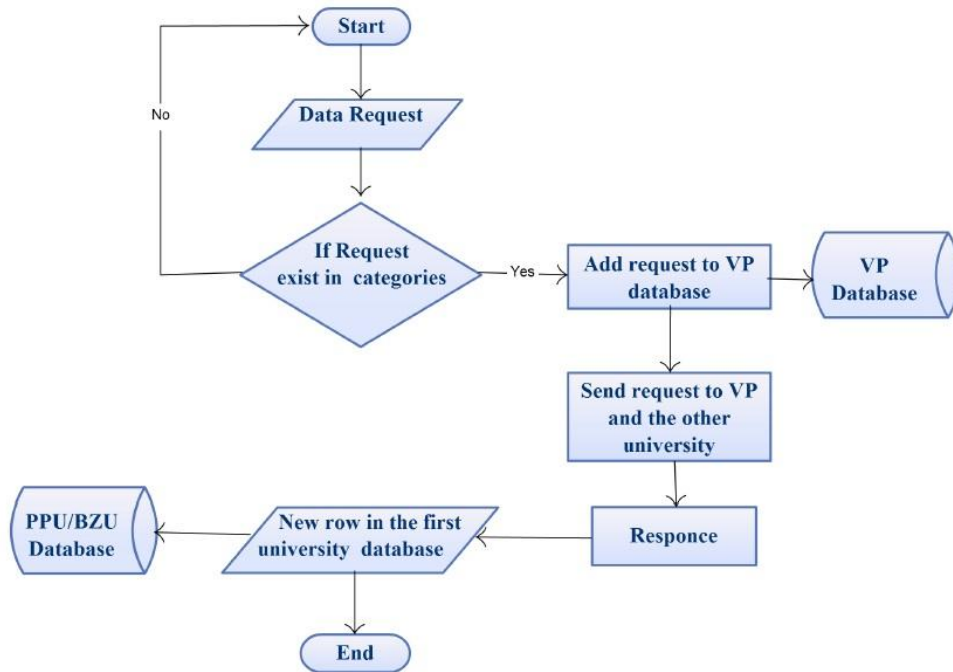 Start
No
Data Request
If Request
exist in categories
Yes
Add request to VP
database
VP
Database
Send request to VP
and the other
university
PPU/BZU
Database
New row in the first
university database
Responce
End